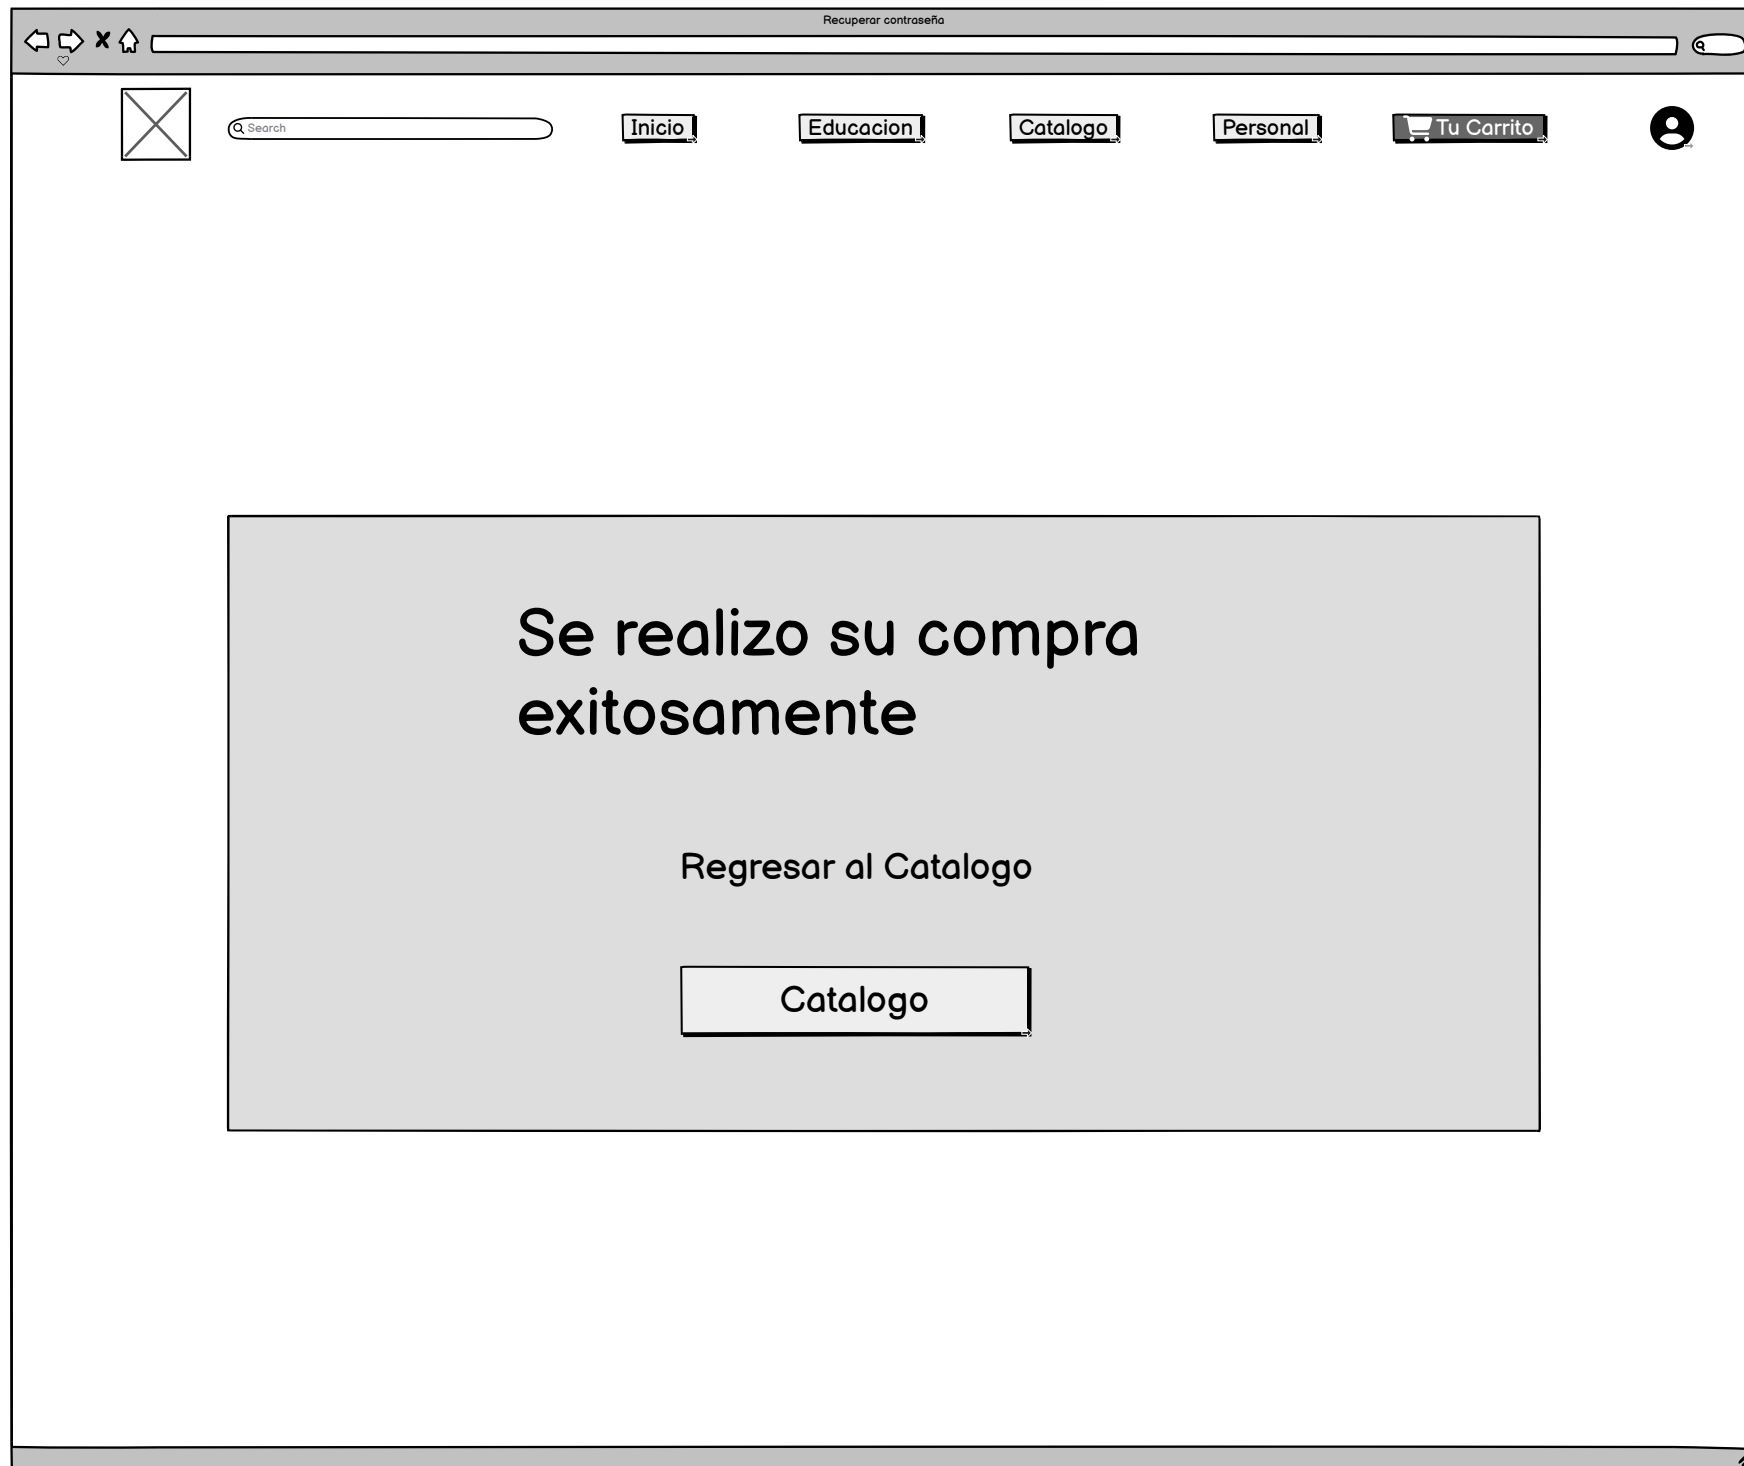 Recuperar contraseña
Search
Inicio
Educacion
Catalogo
Personal
Tu Carrito
Se realizo su compra
exitosamente
Regresar al Catalogo
Catalogo